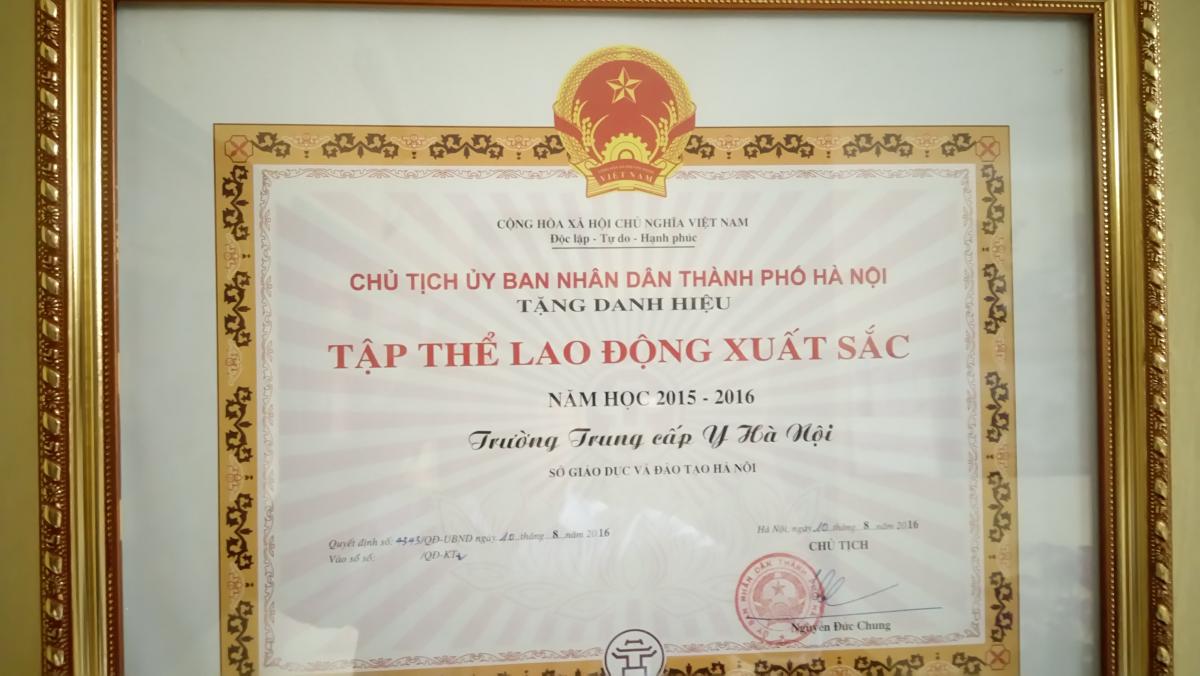 VIỆT NAM
CỘNG HÒA XÃ HỘI CHỦ NGHĨA VIỆT NAM
Độc lập - Tự do - Hạnh phúc
CHỦ TỊCH ỦY BAN NHÂN DÂN THÀNH PHỐ HÀ NỘI
TẶNG DANH HIỆU
TẬP THỂ LAO ĐỘNG XUẤT SẮC
NĂM HỌC 2015 - 2016
Trường Trung cấp Y Hà Nội
SỞ GIÁO DỤC VÀ ĐÀO TẠO HÀ NỘI
Quyết định số: 4343/QĐ-UBND ngày 10 tháng 8 năm 2016
Vào sổ số: /QĐ-KT
Hà Nội, ngày 10 tháng 8 năm 2016
CHỦ TỊCH
Nguyễn Đức Chung